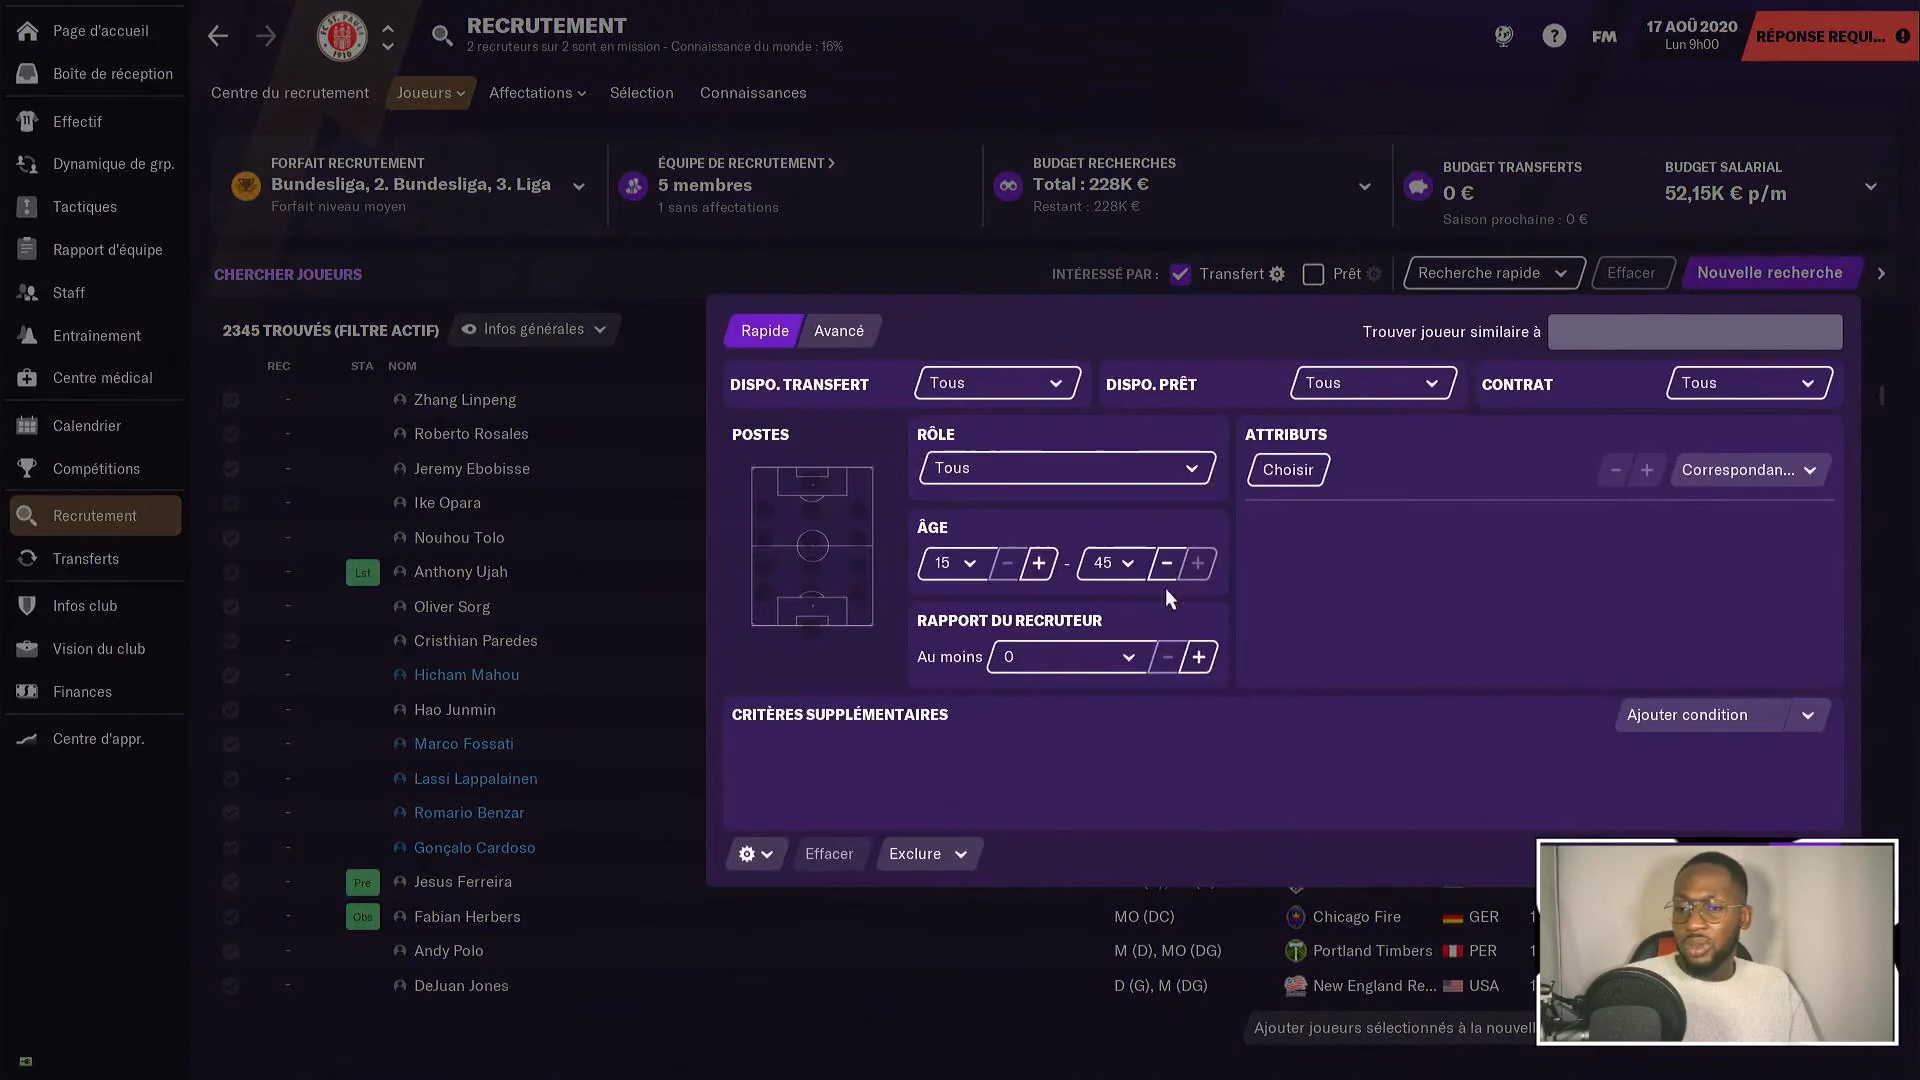 Page d'accueil
Boîte de réception
Effectif
Dynamique de grp.
Tactiques
Rapport d'équipe
Staff
Entraînement
Centre médical
Calendrier
Compétitions
Recrutement
Transferts
Infos club
Vision du club
Finances
Centre d'appr.
FC ST. PAULI
1910
RECRUTEMENT
2 recruteurs sur 2 sont en mission - Connaissance du monde : 16%
?
FM
17 AOÛ 2020
Lun 9h00
RÉPONSE REQUI...
Centre du recrutement
Joueurs
Affectations
Sélection
Connaissances
FORFAIT RECRUTEMENT
Bundesliga, 2. Bundesliga, 3. Liga
Forfait niveau moyen
ÉQUIPE DE RECRUTEMENT
5 membres
1 sans affectations
BUDGET RECHERCHES
Total : 228K €
Restant : 228K €
BUDGET TRANSFERTS
0 €
Saison prochaine : 0 €
BUDGET SALARIAL
52,15K € p/m
CHERCHER JOUEURS
INTÉRESSÉ PAR :
Transfert
Prêt
Recherche rapide
Effacer
Nouvelle recherche
2345 TROUVÉS (FILTRE ACTIF)
Infos générales
REC STA NOM
- Zhang Linpeng
- Roberto Rosales
- Jeremy Ebobisse
- Ike Opara
- Nouhou Tolo
- Lst Anthony Ujah
- Oliver Sorg
- Cristhian Paredes
- Hicham Mahou
- Hao Junmin
- Marco Fossati
- Lassi Lappalainen
- Romario Benzar
- Gonçalo Cardoso
- Pre Jesus Ferreira
- Obs Fabian Herbers MO (DC) Chicago Fire GER 1
- Andy Polo M (D), MO (DG) Portland Timbers PER 1
- DeJuan Jones D (G), M (DG) New England Re... USA 1
Rapide
Avancé
Trouver joueur similaire à
DISPO. TRANSFERT
Tous
DISPO. PRÊT
Tous
CONTRAT
Tous
POSTES
RÔLE
Tous
ÂGE
15 - + - 45 - +
RAPPORT DU RECRUTEUR
Au moins 0 - +
ATTRIBUTS
Choisir
- +
Correspondan...
CRITÈRES SUPPLÉMENTAIRES
Ajouter condition
Effacer
Exclure
Ajouter joueurs sélectionnés à la nouvell